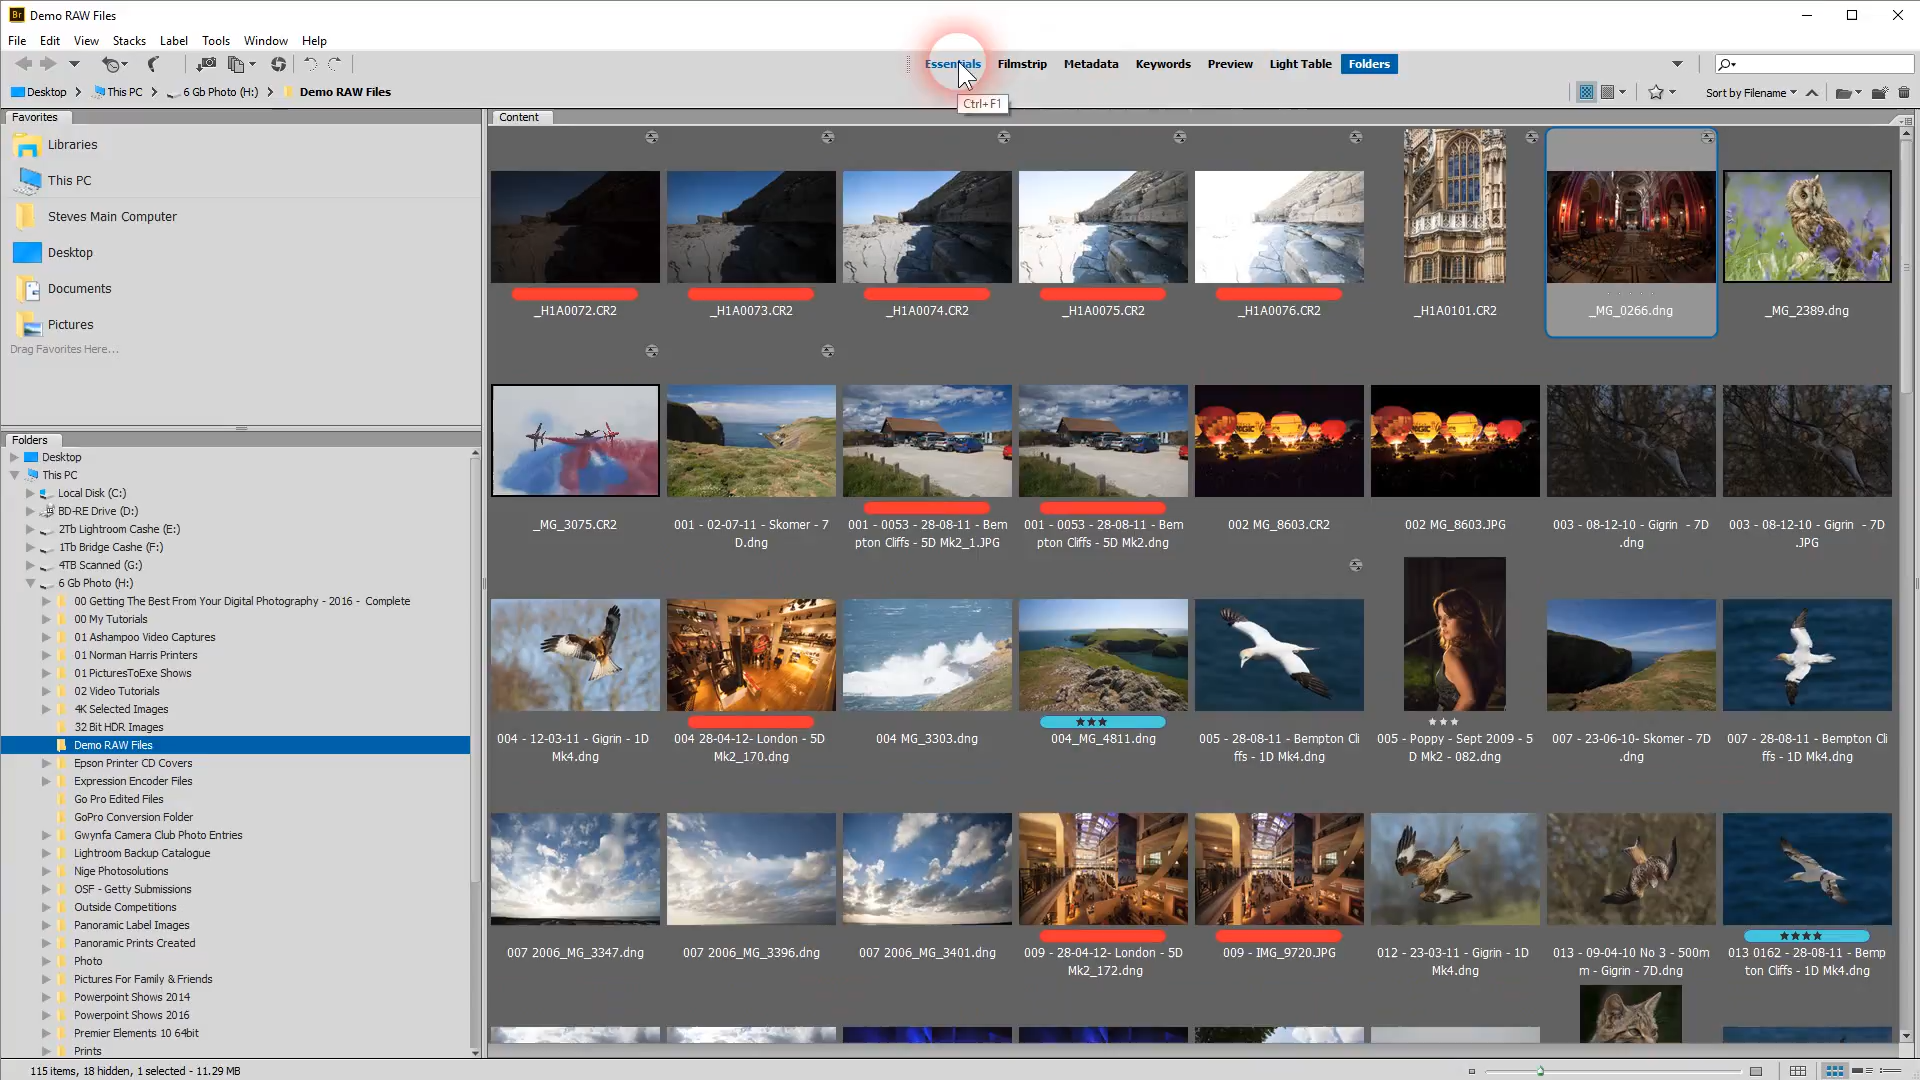 Br Demo RAW Files
File Edit View Stacks Label Tools Window Help
Essentials Filmstrip Metadata Keywords Preview Light Table Folders
Ctrl+F1
Desktop This PC 6 Gb Photo (H:) Demo RAW Files
Sort by Filename
Favorites
Libraries
This PC
Steves Main Computer
Desktop
Documents
Pictures
Drag Favorites Here...
Folders
Desktop
This PC
Local Disk (C:)
BD-RE Drive (D:)
2Tb Lightroom Cashe (E:)
1Tb Bridge Cashe (F:)
4TB Scanned (G:)
6 Gb Photo (H:)
00 Getting The Best From Your Digital Photography - 2016 - Complete
00 My Tutorials
01 Ashampoo Video Captures
01 Norman Harris Printers
01 PicturesToExe Shows
02 Video Tutorials
4K Selected Images
32 Bit HDR Images
Demo RAW Files
Epson Printer CD Covers
Expression Encoder Files
Go Pro Edited Files
GoPro Conversion Folder
Gwynfa Camera Club Photo Entries
Lightroom Backup Catalogue
Nige Photosolutions
OSF - Getty Submissions
Outside Competitions
Panoramic Label Images
Panoramic Prints Created
Photo
Pictures For Family & Friends
Powerpoint Shows 2014
Powerpoint Shows 2016
Premier Elements 10 64bit
Prints
Content
_H1A0072.CR2 _H1A0073.CR2 _H1A0074.CR2 _H1A0075.CR2 _H1A0076.CR2 _H1A0101.CR2 _MG_0266.dng _MG_2389.dng
_MG_3075.CR2 001 - 02-07-11 - Skomer - 7 001 - 0053 - 28-08-11 - Bem 001 - 0053 - 28-08-11 - Bem 002 MG_8603.CR2 002 MG_8603.JPG 003 - 08-12-10 - Gigrin - 7D 003 - 08-12-10 - Gigrin - 7D
D.dng pton Cliffs - 5D Mk2_1.JPG pton Cliffs - 5D Mk2.dng .dng .JPG
004 - 12-03-11 - Gigrin - 1D 004 28-04-12- London - 5D 004 MG_3303.dng 004_MG_4811.dng 005 - 28-08-11 - Bempton Cli 005 - Poppy - Sept 2009 - 5 007 - 23-06-10- Skomer - 7D 007 - 28-08-11 - Bempton Cli
Mk4.dng Mk2_170.dng ffs - 1D Mk4.dng D Mk2 - 082.dng .dng ffs - 1D Mk4.dng
007 2006_MG_3347.dng 007 2006_MG_3396.dng 007 2006_MG_3401.dng 009 - 28-04-12- London - 5D 009 - IMG_9720.JPG 012 - 23-03-11 - Gigrin - 1D 013 - 09-04-10 No 3 - 500m 013 0162 - 28-08-11 - Bemp
Mk2_172.dng Mk4.dng m - Gigrin - 7D.dng ton Cliffs - 1D Mk4.dng
115 items, 18 hidden, 1 selected - 11.29 MB